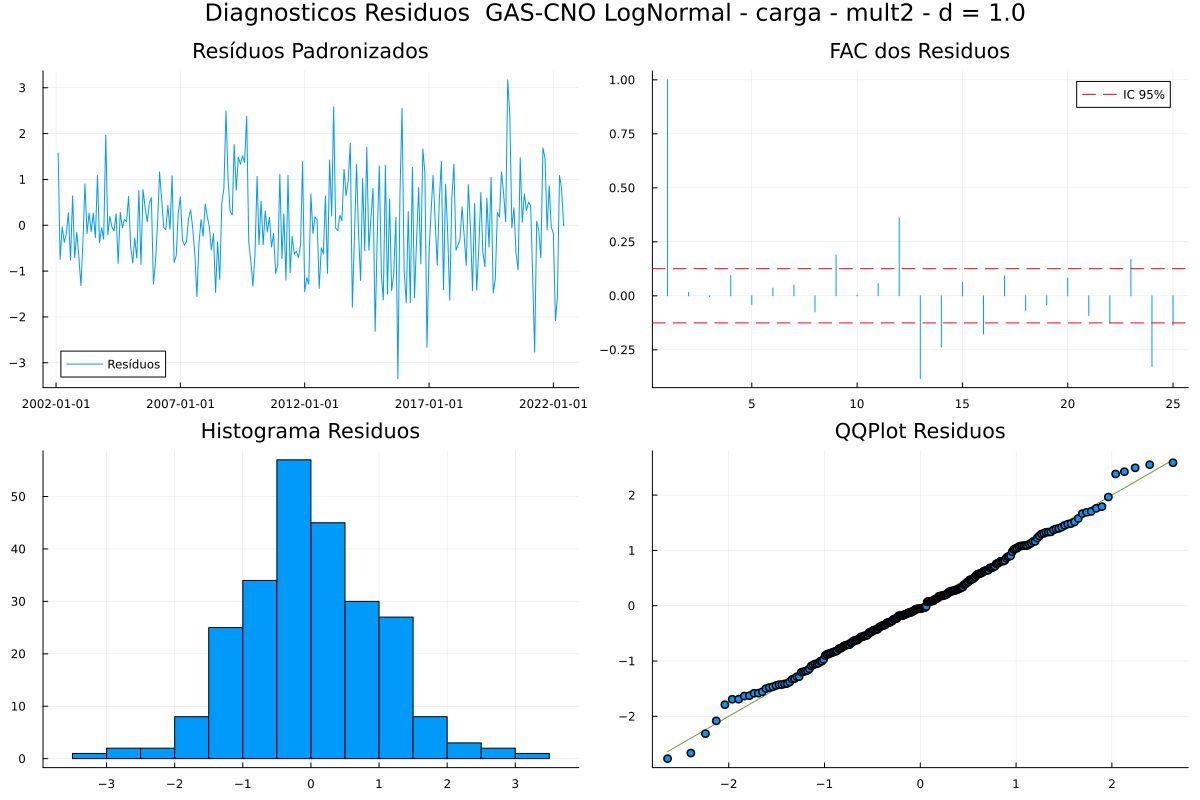 Diagnosticos Residuos  GAS-CNO LogNormal - carga - mult2 - d = 1.0
Resíduos Padronizados
3
2
1
0
−1
−2
−3
Resíduos
2002-01-01 2007-01-01 2012-01-01 2017-01-01 2022-01-01
FAC dos Residuos
1.00
0.75
0.50
0.25
0.00
−0.25
IC 95%
5 10 15 20 25
Histograma Residuos
50
40
30
20
10
0
−3 −2 −1 0 1 2 3
QQPlot Residuos
2
1
0
−1
−2
−2 −1 0 1 2